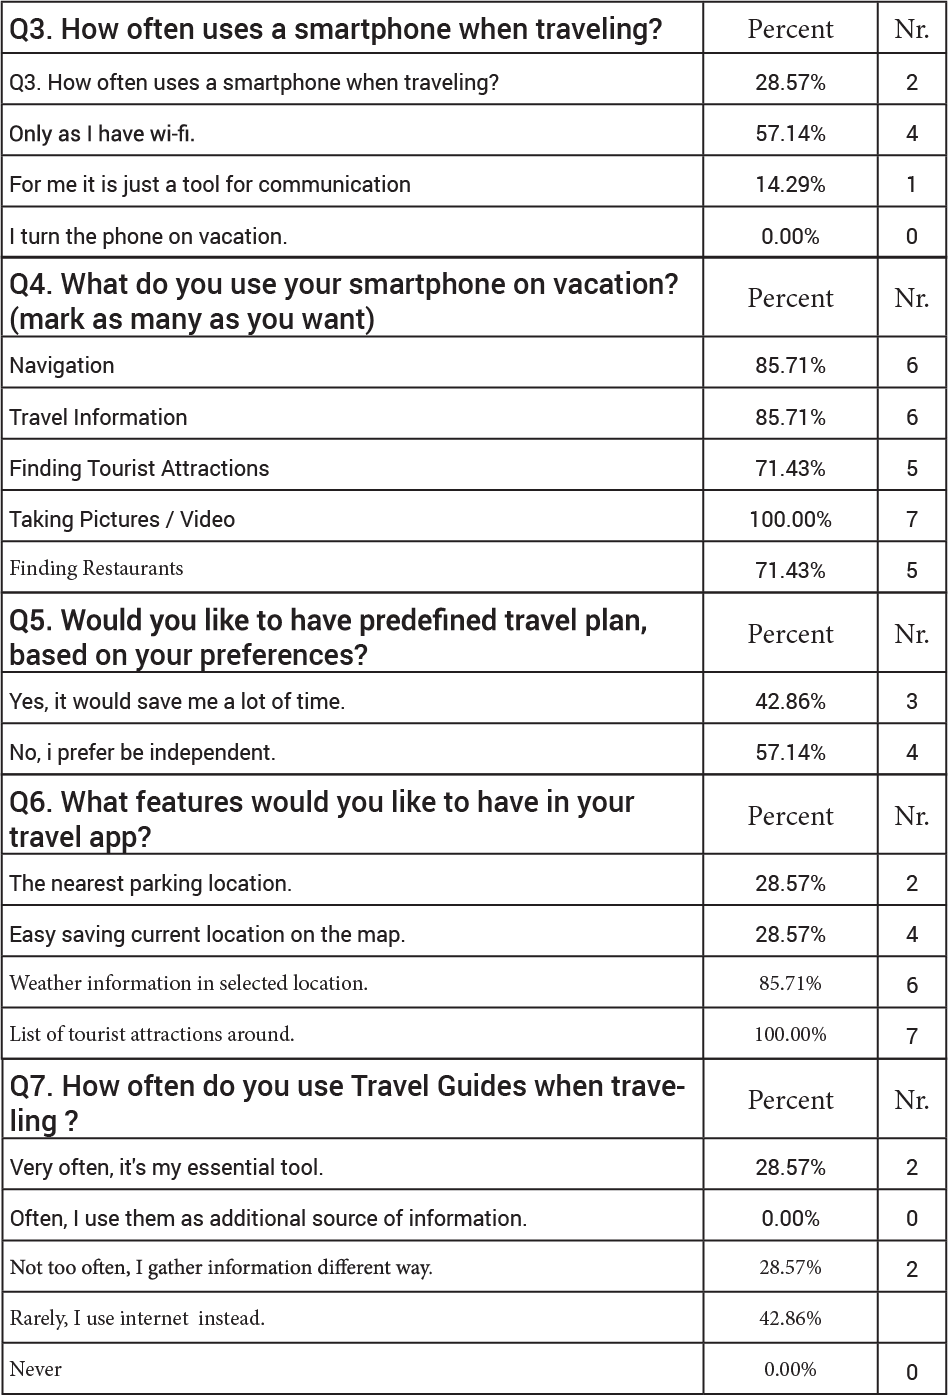 Q3. How often uses a smartphone when traveling? Percent Nr.
Q3. How often uses a smartphone when traveling? 28.57% 2
Only as I have wi-fi. 57.14% 4
For me it is just a tool for communication 14.29% 1
I turn the phone on vacation. 0.00% 0
Q4. What do you use your smartphone on vacation?
(mark as many as you want) Percent Nr.
Navigation 85.71% 6
Travel Information 85.71% 6
Finding Tourist Attractions 71.43% 5
Taking Pictures / Video 100.00% 7
Finding Restaurants 71.43% 5
Q5. Would you like to have predefined travel plan,
based on your preferences? Percent Nr.
Yes, it would save me a lot of time. 42.86% 3
No, i prefer be independent. 57.14% 4
Q6. What features would you like to have in your
travel app? Percent Nr.
The nearest parking location. 28.57% 2
Easy saving current location on the map. 28.57% 4
Weather information in selected location. 85.71% 6
List of tourist attractions around. 100.00% 7
Q7. How often do you use Travel Guides when trave-
ling ? Percent Nr.
Very often, it's my essential tool. 28.57% 2
Often, I use them as additional source of information. 0.00% 0
Not too often, I gather information different way. 28.57% 2
Rarely, I use internet  instead. 42.86%
Never 0.00% 0